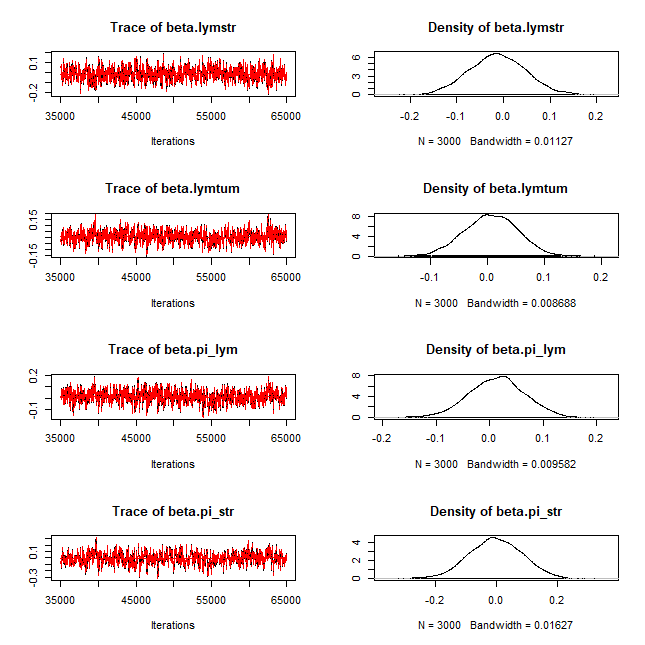 Trace of beta.lymstr
0.1
-0.2
35000 45000 55000 65000
Iterations
Density of beta.lymstr
6
3
0
-0.2 -0.1 0.0 0.1 0.2
N = 3000 Bandwidth = 0.01127
Trace of beta.lymtum
0.15
-0.15
35000 45000 55000 65000
Iterations
Density of beta.lymtum
8
4
0
-0.1 0.0 0.1 0.2
N = 3000 Bandwidth = 0.008688
Trace of beta.pi_lym
0.2
-0.1
35000 45000 55000 65000
Iterations
Density of beta.pi_lym
8
4
0
-0.2 -0.1 0.0 0.1 0.2
N = 3000 Bandwidth = 0.009582
Trace of beta.pi_str
0.1
-0.3
35000 45000 55000 65000
Iterations
Density of beta.pi_str
4
2
0
-0.2 0.0 0.2
N = 3000 Bandwidth = 0.01627